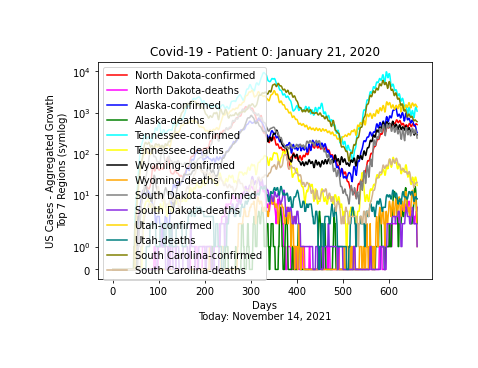 Covid-19 - Patient 0: January 21, 2020
US Cases - Aggregated Growth
Top 7 Regions (symlog)
10⁴
10³
10²
10¹
10⁰
0
North Dakota-confirmed
North Dakota-deaths
Alaska-confirmed
Alaska-deaths
Tennessee-confirmed
Tennessee-deaths
Wyoming-confirmed
Wyoming-deaths
South Dakota-confirmed
South Dakota-deaths
Utah-confirmed
Utah-deaths
South Carolina-confirmed
South Carolina-deaths
0 100 200 300 400 500 600
Days
Today: November 14, 2021